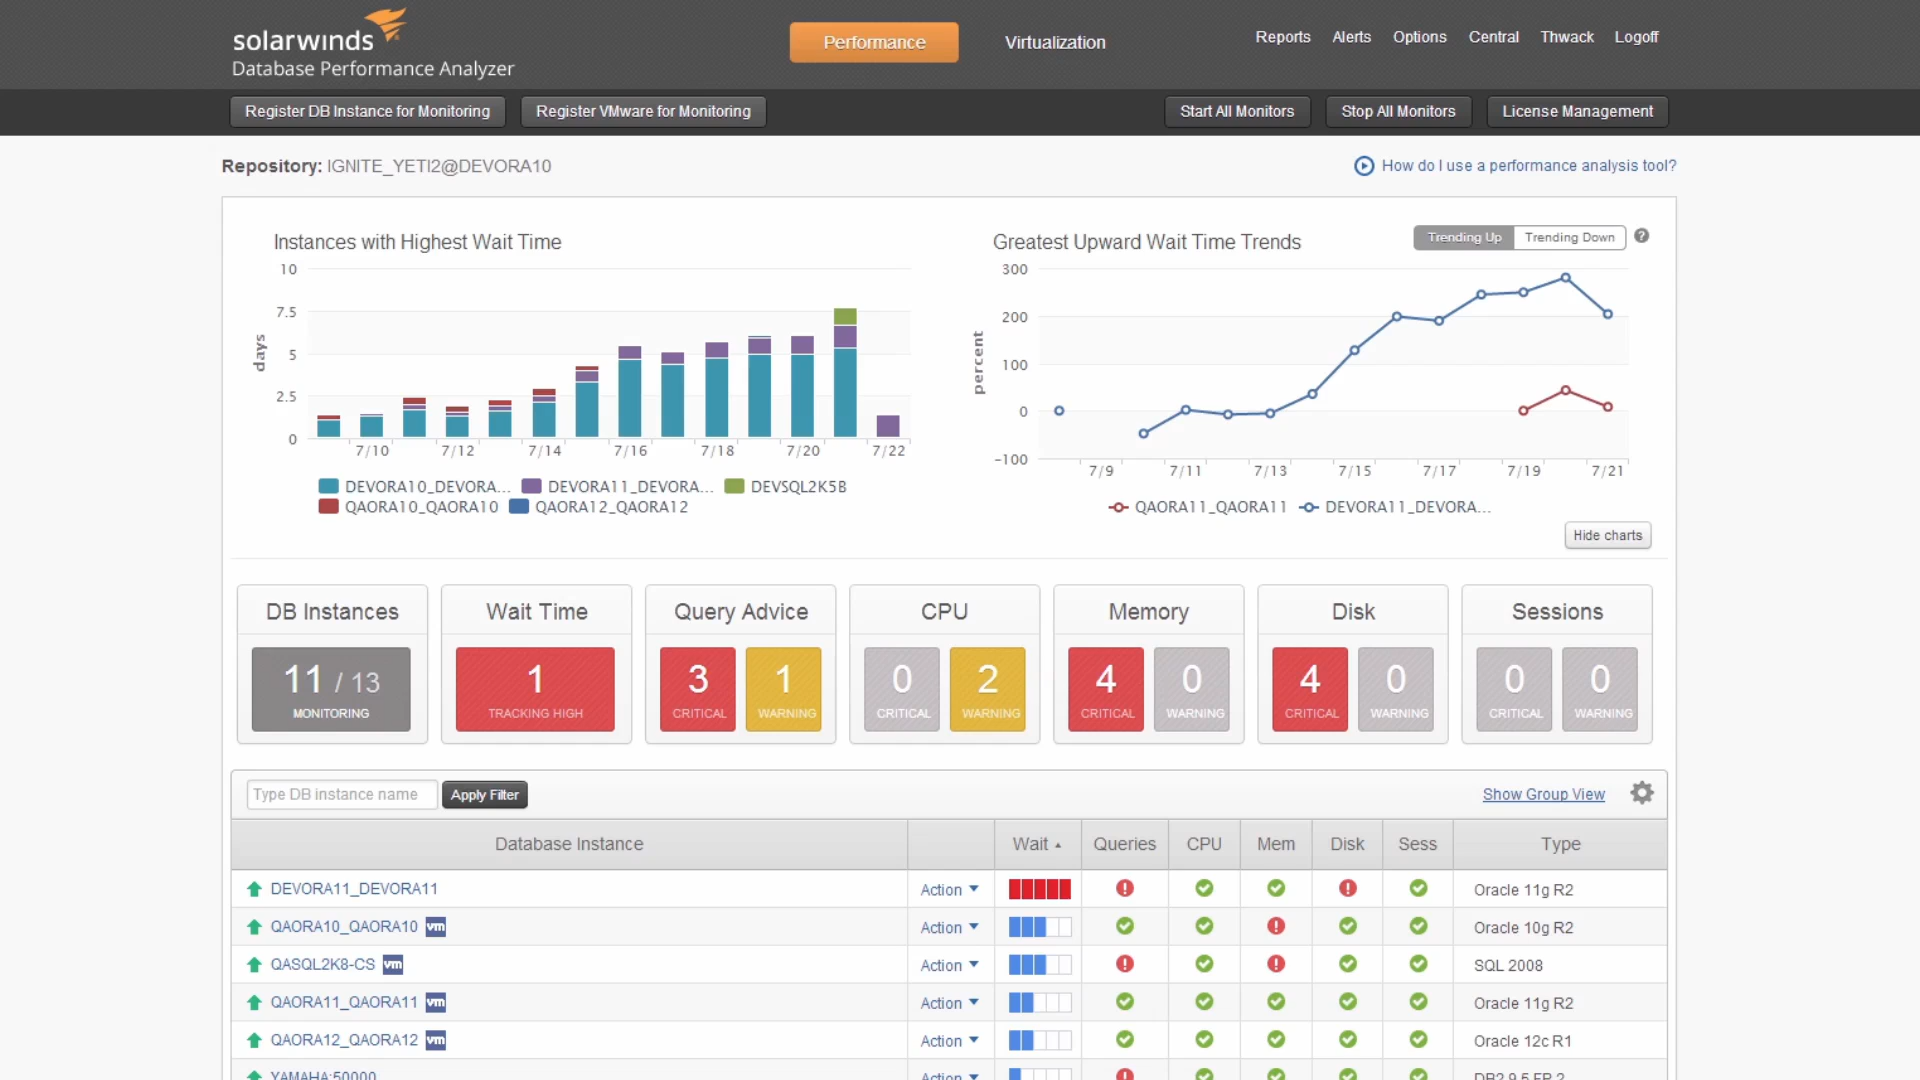 solarwinds
Database Performance Analyzer
Performance
Virtualization
Reports Alerts Options Central Thwack Logoff
Register DB Instance for Monitoring
Register VMware for Monitoring
Start All Monitors
Stop All Monitors
License Management
Repository: IGNITE_YETI2@DEVORA10
How do I use a performance analysis tool?
Instances with Highest Wait Time
10
7.5
5
2.5
0
days
7/10 7/12 7/14 7/16 7/18 7/20 7/22
DEVORA10_DEVORA... DEVORA11_DEVORA... DEVSQL2K5B
QAORA10_QAORA10 QAORA12_QAORA12
Greatest Upward Wait Time Trends
Trending Up Trending Down ?
300
200
100
0
-100
percent
7/9 7/11 7/13 7/15 7/17 7/19 7/21
QAORA11_QAORA11 DEVORA11_DEVORA...
Hide charts
DB Instances
11 / 13
MONITORING
Wait Time
1
TRACKING HIGH
Query Advice
3 1
CRITICAL WARNING
CPU
0 2
CRITICAL WARNING
Memory
4 0
CRITICAL WARNING
Disk
4 0
CRITICAL WARNING
Sessions
0 0
CRITICAL WARNING
Type DB instance name
Apply Filter
Show Group View
Database Instance Wait Queries CPU Mem Disk Sess Type
DEVORA11_DEVORA11 Action Oracle 11g R2
QAORA10_QAORA10 vm Action Oracle 10g R2
QASQL2K8-CS vm Action SQL 2008
QAORA11_QAORA11 vm Action Oracle 11g R2
QAORA12_QAORA12 vm Action Oracle 12c R1
YAMAHA:50000 Action DB2 9.5 FP 2